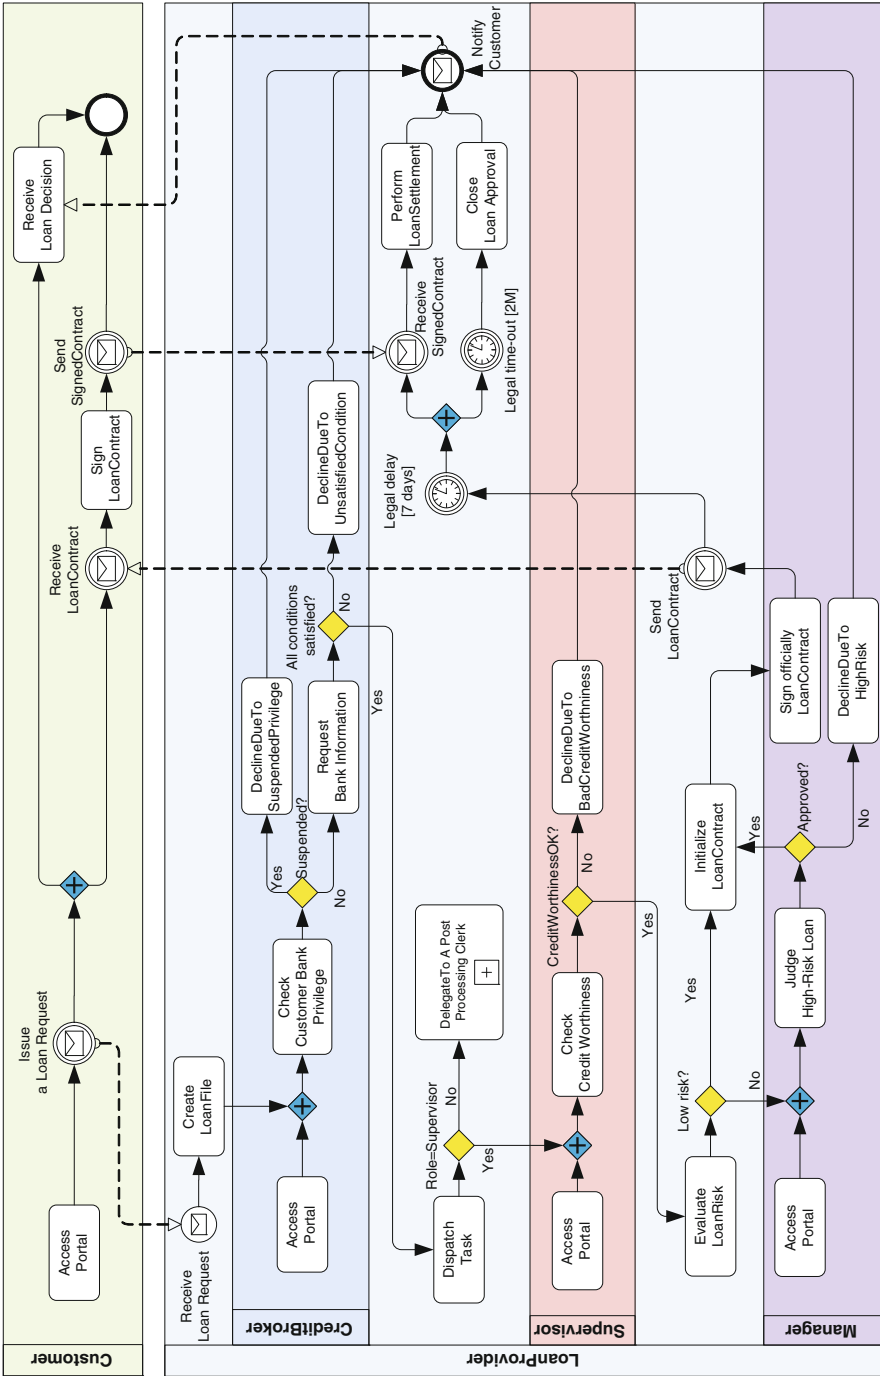 Issue
a Loan Request
Access
Portal
Receive
LoanContract
Sign
LoanContract
Send
SignedContract
Receive
Loan Decision
Customer
Receive
Loan Request
Create
LoanFile
Access
Portal
Check
Customer Bank
Privilege
Suspended?
Yes
No
DeclineDueTo
SuspendedPrivilege
Request
Bank Information
All conditions
satisfied?
No
Yes
DeclineDueTo
UnsatisfiedCondition
CreditBroker
Notify
Customer
Perform
LoanSettlement
Close
Loan Approval
Receive
SignedContract
Legal time-out [2M]
Legal delay
[7 days]
Dispatch
Task
Role=Supervisor
No
Yes
DelegateTo A Post
Processing Clerk
Access
Portal
Check
Credit Worthiness
CreditWorthinessOK?
No
Yes
DeclineDueTo
BadCreditWorthniness
Supervisor
LoanProvider
Evaluate
LoanRisk
Low risk?
Yes
No
Initialize
LoanContract
Send
LoanContract
Access
Portal
Judge
High-Risk Loan
Approved?
Yes
No
Sign officially
LoanContract
DeclineDueTo
HighRisk
Manager